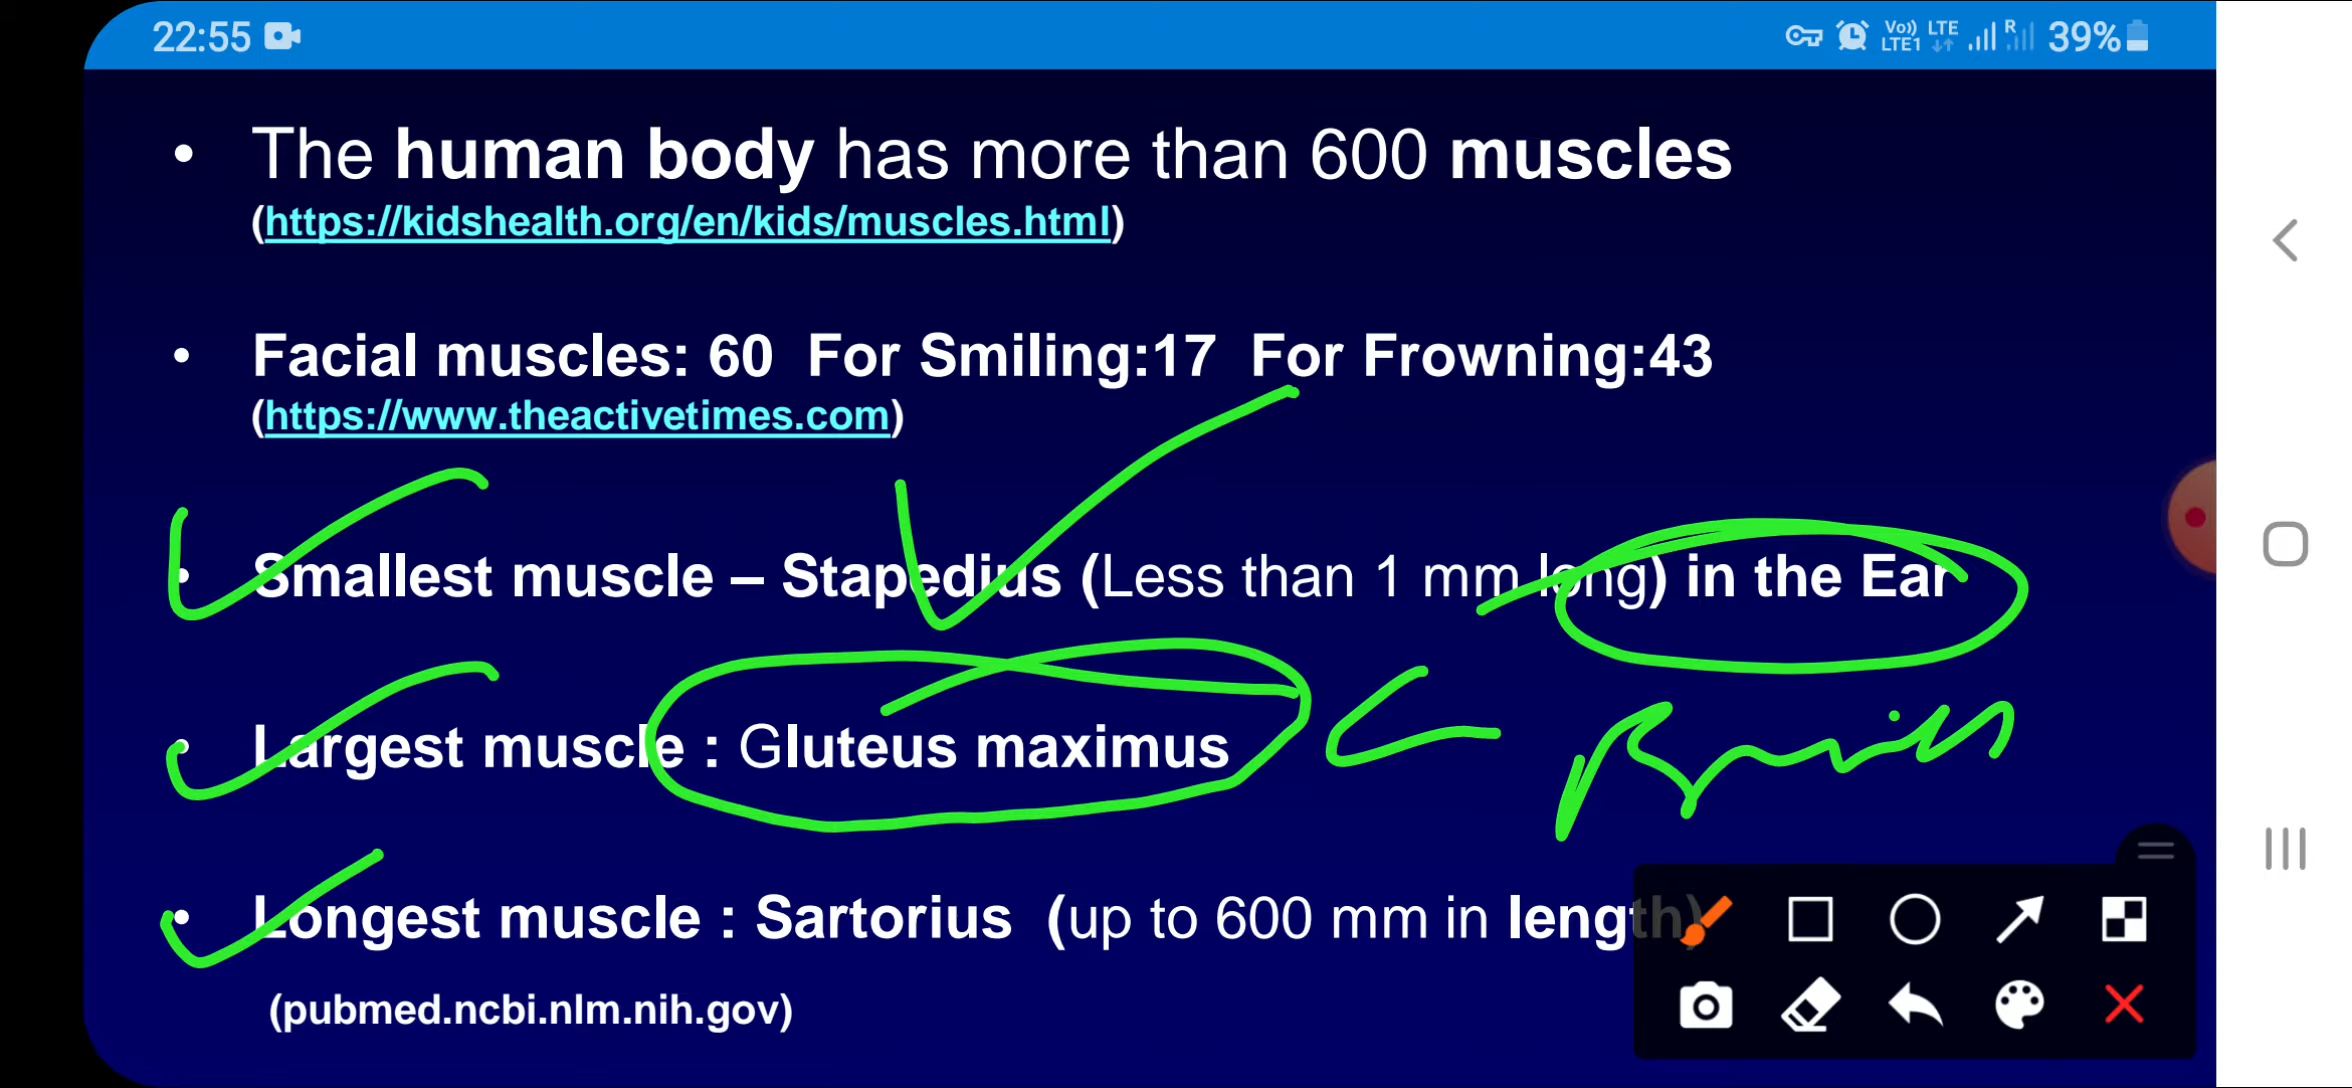 22:55 Vo)) LTE1 LTE R 39%
• The human body has more than 600 muscles
(https://kidshealth.org/en/kids/muscles.html)
• Facial muscles: 60 For Smiling:17 For Frowning:43
(https://www.theactivetimes.com)
• Smallest muscle – Stapedius (Less than 1 mm long) in the Ear
• Largest muscle : Gluteus maximus
• Longest muscle : Sartorius (up to 600 mm in length)
(pubmed.ncbi.nlm.nih.gov)